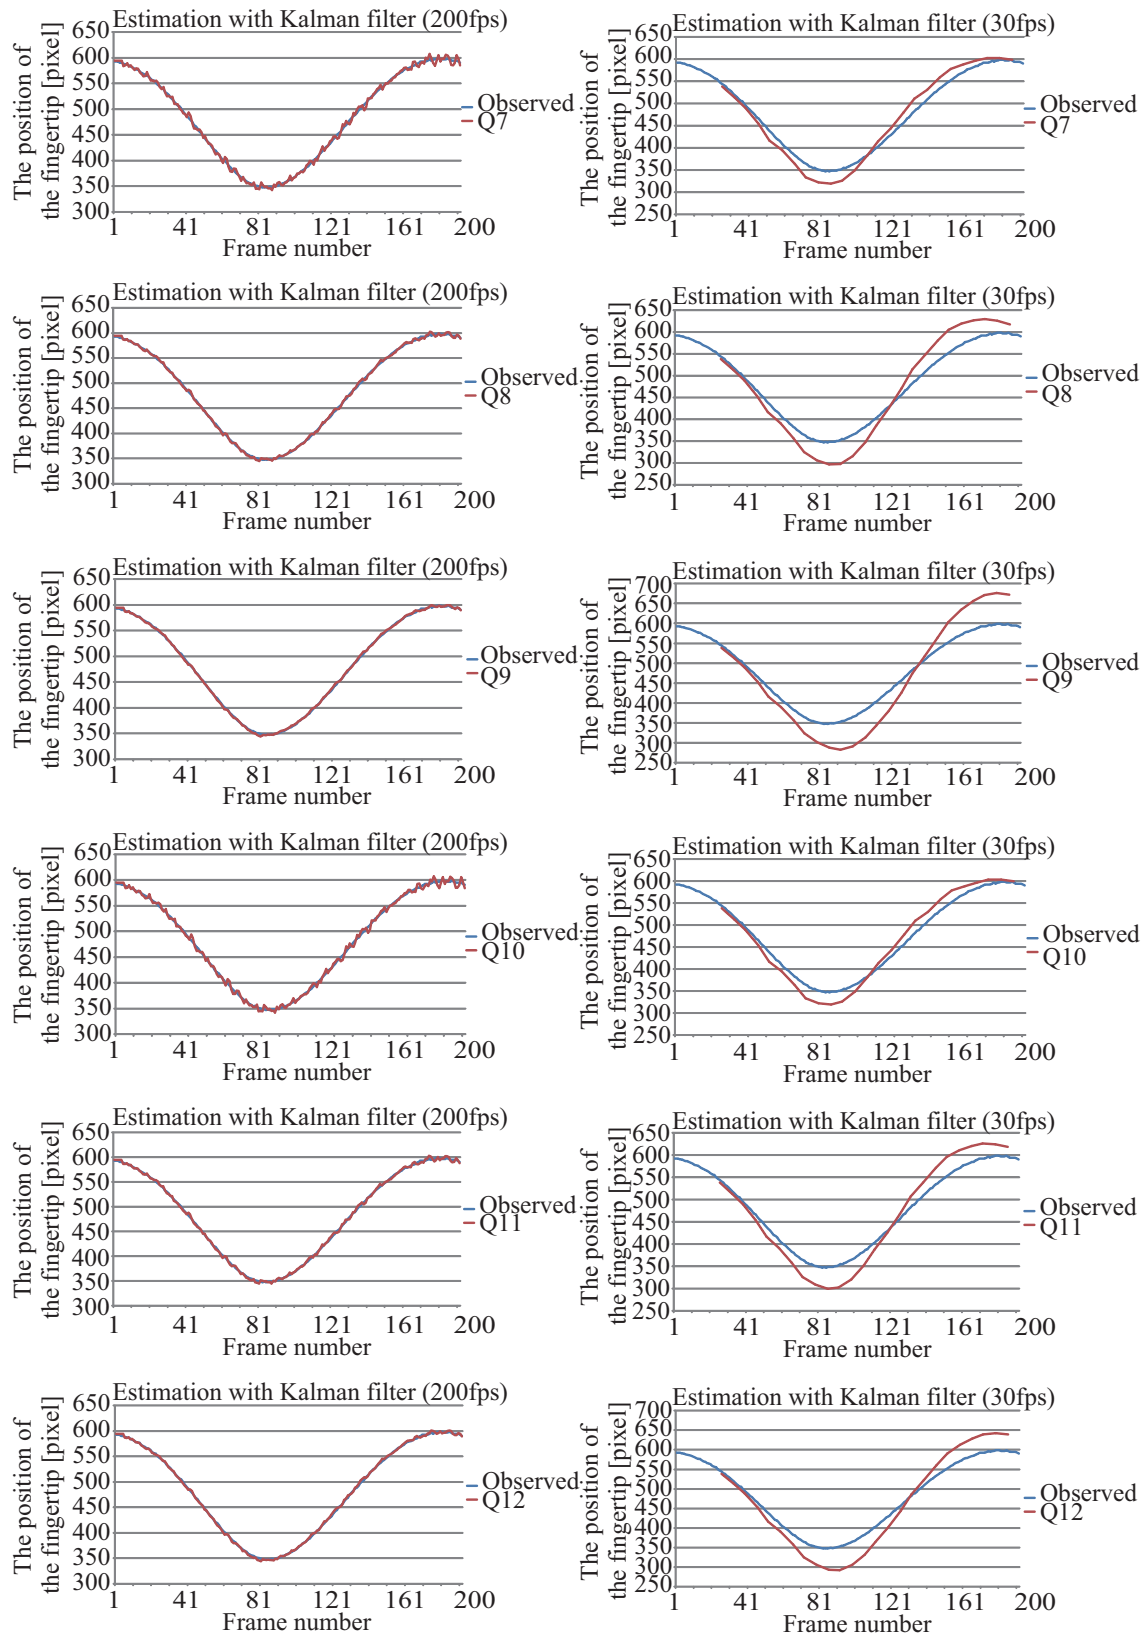 Estimation with Kalman filter (200fps)
The position of
the fingertip [pixel]
650
600
550
500
450
400
350
300
1 41 81 121 161 200
Frame number
Observed
Q7
Estimation with Kalman filter (30fps)
The position of
the fingertip [pixel]
650
600
550
500
450
400
350
300
250
1 41 81 121 161 200
Frame number
Observed
Q7
Estimation with Kalman filter (200fps)
The position of
the fingertip [pixel]
650
600
550
500
450
400
350
300
1 41 81 121 161 200
Frame number
Observed
Q8
Estimation with Kalman filter (30fps)
The position of
the fingertip [pixel]
650
600
550
500
450
400
350
300
250
1 41 81 121 161 200
Frame number
Observed
Q8
Estimation with Kalman filter (200fps)
The position of
the fingertip [pixel]
650
600
550
500
450
400
350
300
1 41 81 121 161 200
Frame number
Observed
Q9
Estimation with Kalman filter (30fps)
The position of
the fingertip [pixel]
700
650
600
550
500
450
400
350
300
250
1 41 81 121 161 200
Frame number
Observed
Q9
Estimation with Kalman filter (200fps)
The position of
the fingertip [pixel]
650
600
550
500
450
400
350
300
1 41 81 121 161 200
Frame number
Observed
Q10
Estimation with Kalman filter (30fps)
The position of
the fingertip [pixel]
650
600
550
500
450
400
350
300
250
1 41 81 121 161 200
Frame number
Observed
Q10
Estimation with Kalman filter (200fps)
The position of
the fingertip [pixel]
650
600
550
500
450
400
350
300
1 41 81 121 161 200
Frame number
Observed
Q11
Estimation with Kalman filter (30fps)
The position of
the fingertip [pixel]
650
600
550
500
450
400
350
300
250
1 41 81 121 161 200
Frame number
Observed
Q11
Estimation with Kalman filter (200fps)
The position of
the fingertip [pixel]
650
600
550
500
450
400
350
300
1 41 81 121 161 200
Frame number
Observed
Q12
Estimation with Kalman filter (30fps)
The position of
the fingertip [pixel]
700
650
600
550
500
450
400
350
300
250
1 41 81 121 161 200
Frame number
Observed
Q12